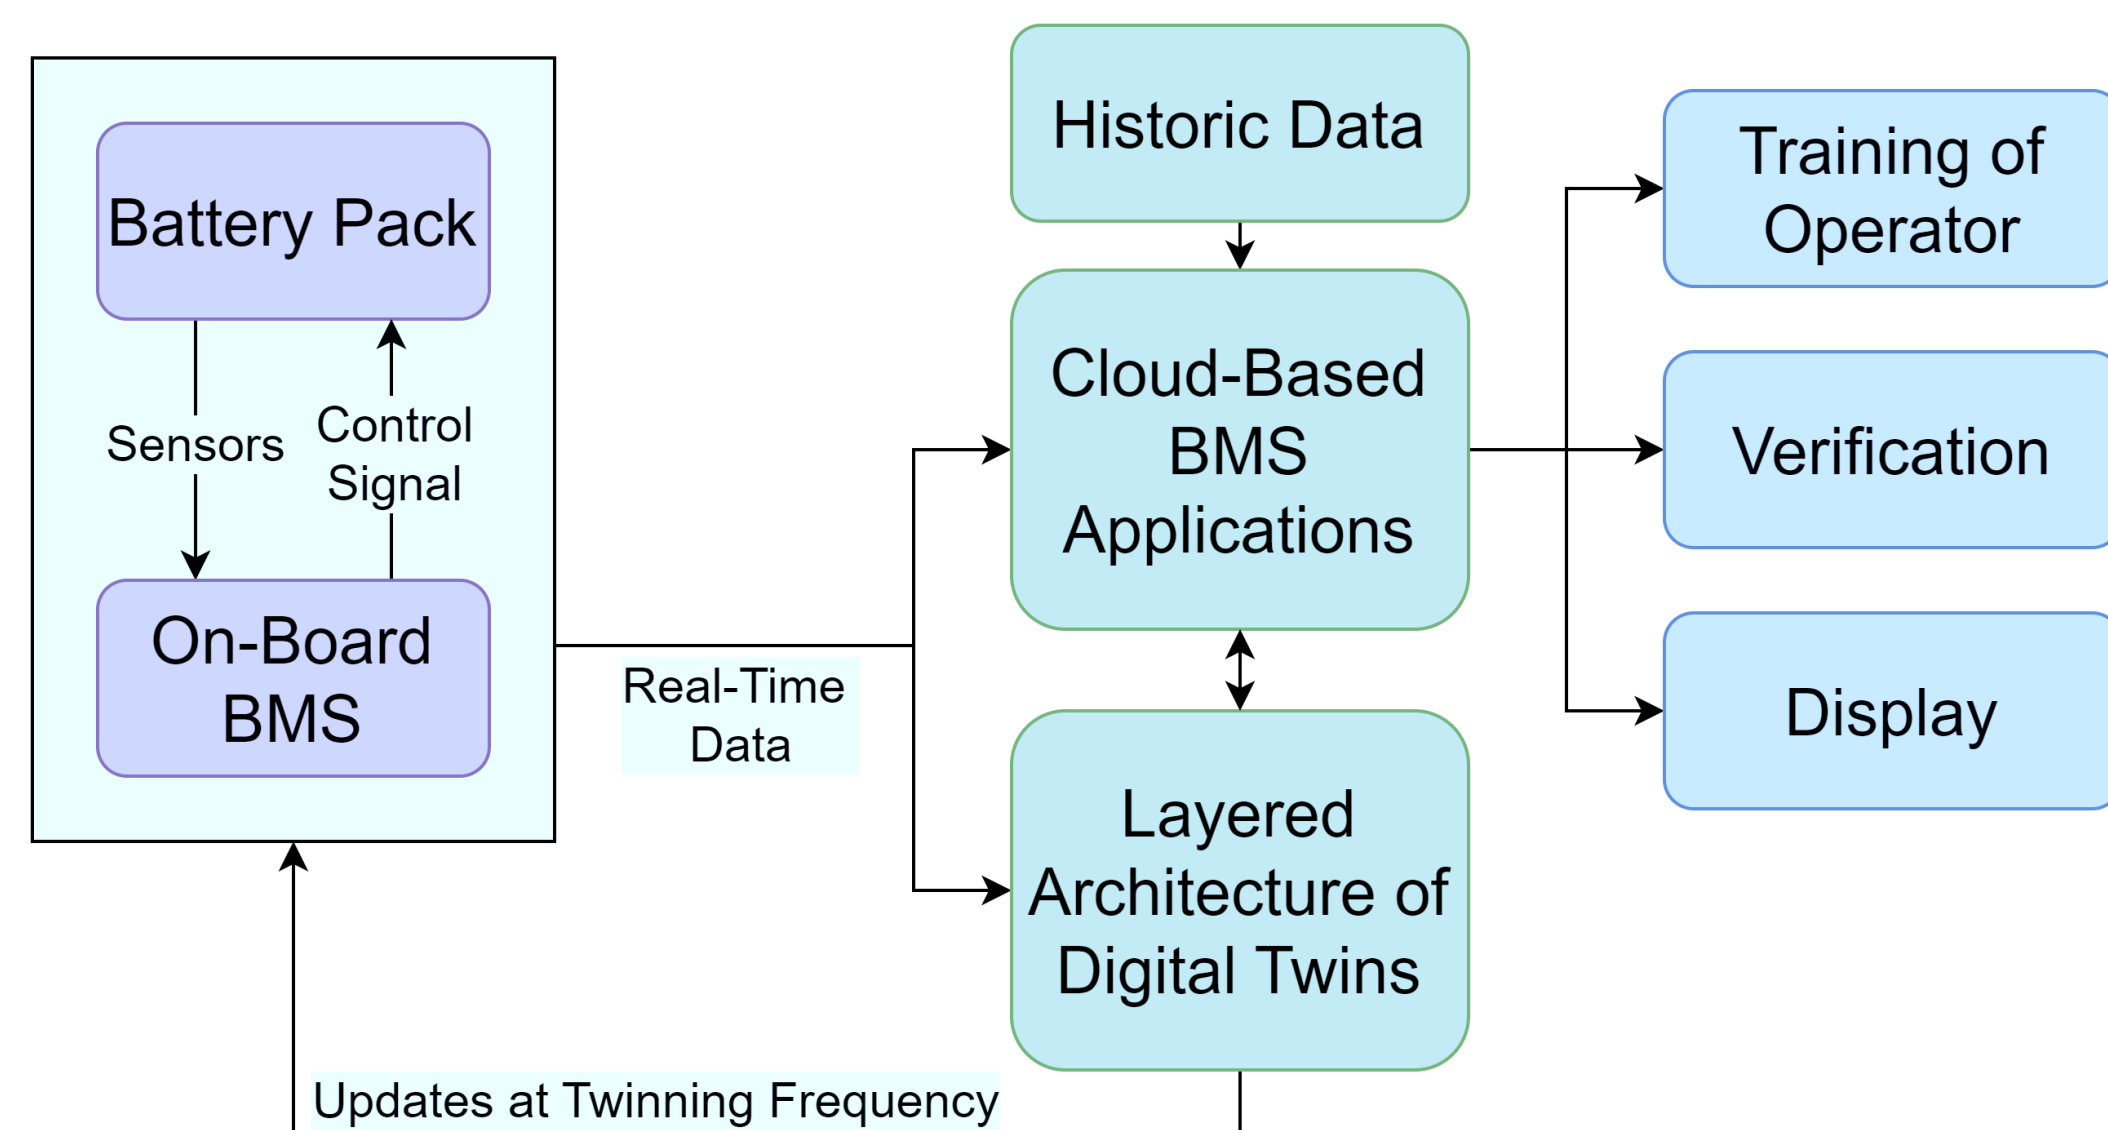 Battery Pack
Sensors
Control
Signal
On-Board
BMS
Real-Time
Data
Updates at Twinning Frequency
Historic Data
Cloud-Based
BMS
Applications
Layered
Architecture of
Digital Twins
Training of
Operator
Verification
Display